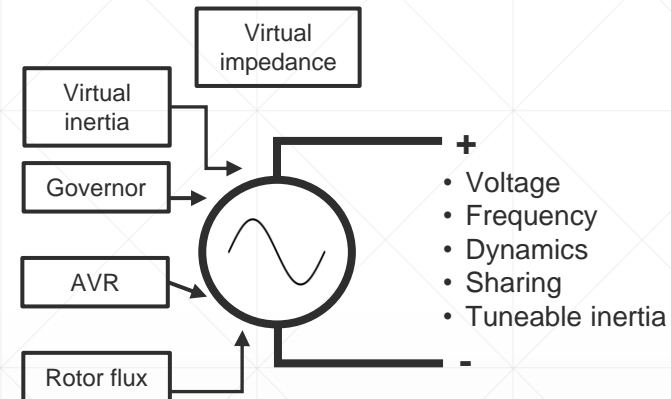 Virtual
impedance
Virtual
inertia
Governor
AVR
Rotor flux
+
• Voltage
• Frequency
• Dynamics
• Sharing
• Tuneable inertia
-